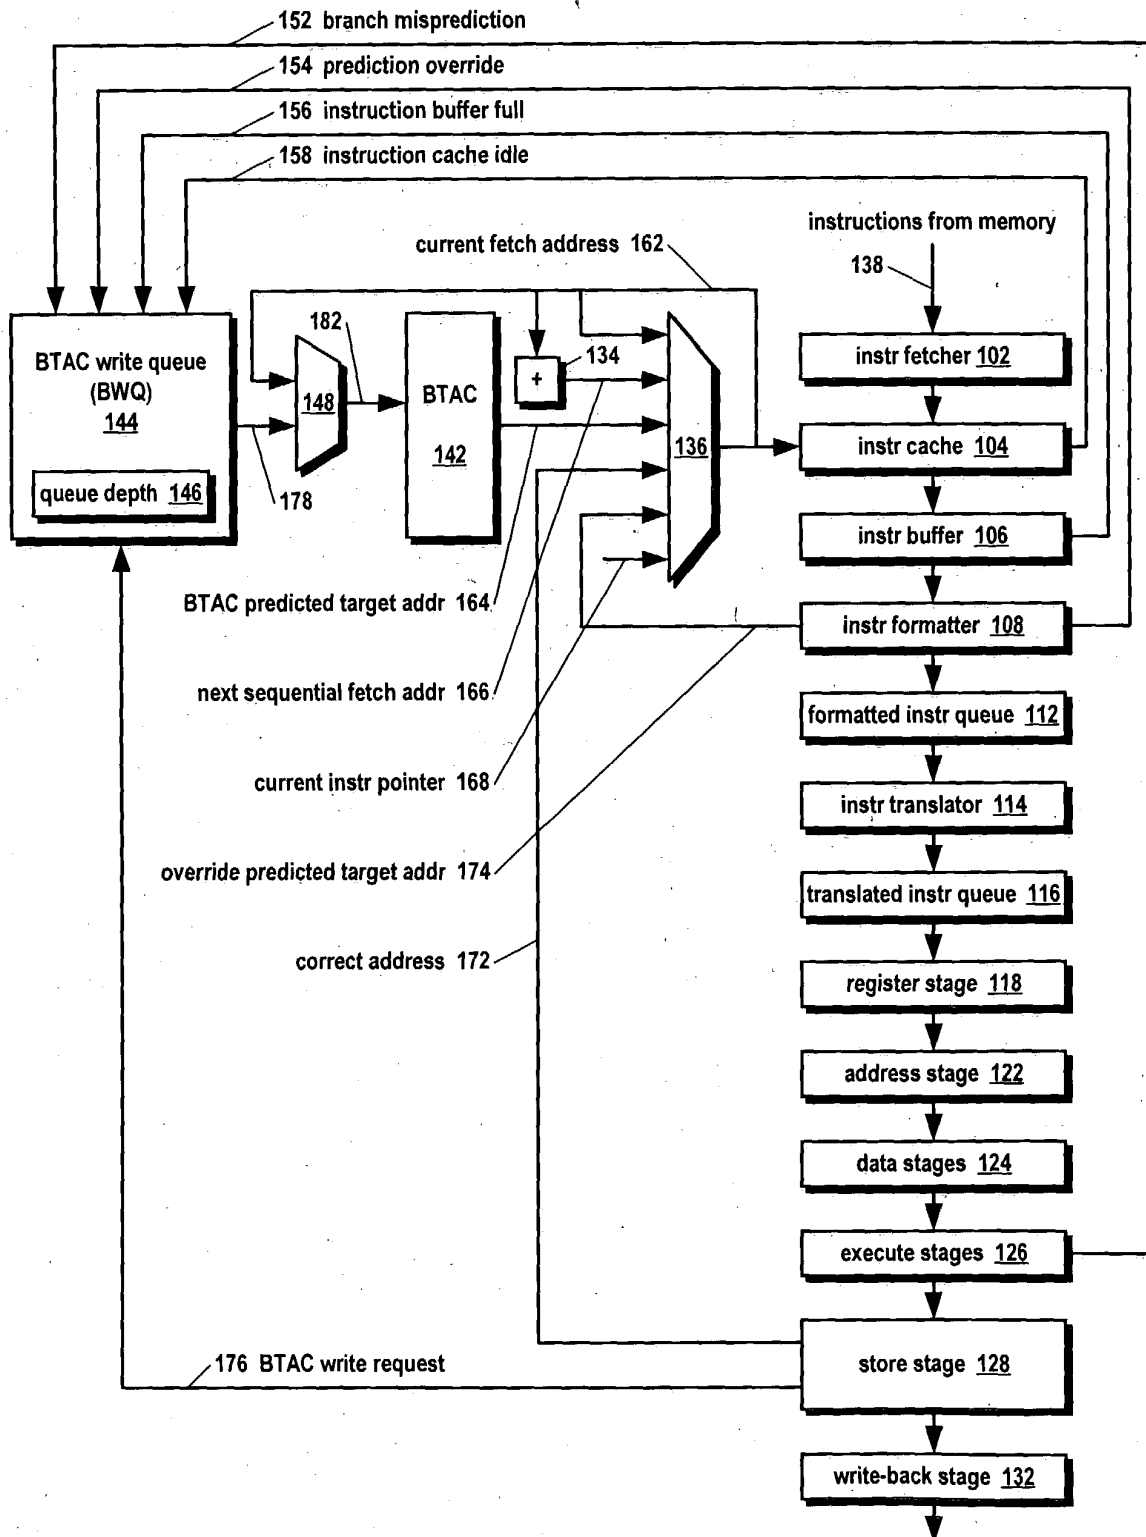 152 branch misprediction
154 prediction override
156 instruction buffer full
158 instruction cache idle
instructions from memory
138
current fetch address 162
BTAC write queue
(BWQ)
144
queue depth 146
178
182
148
BTAC
142
134
+
136
instr fetcher 102
instr cache 104
instr buffer 106
instr formatter 108
BTAC predicted target addr 164
next sequential fetch addr 166
current instr pointer 168
override predicted target addr 174
correct address 172
formatted instr queue 112
instr translator 114
translated instr queue 116
register stage 118
address stage 122
data stages 124
execute stages 126
store stage 128
176 BTAC write request
write-back stage 132